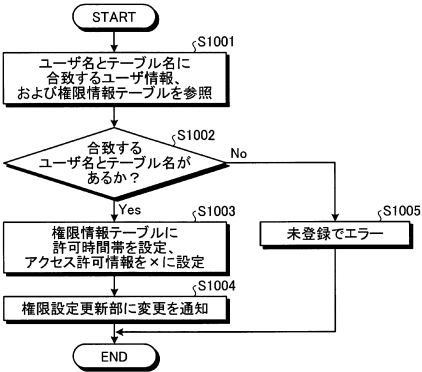 START
S1001
ユーザ名とテーブル名に
合致するユーザ情報、
および権限情報テーブルを参照
S1002
合致する
ユーザ名とテーブル名が
あるか?
No
Yes
S1003
権限情報テーブルに
許可時間帯を設定、
アクセス許可情報を×に設定
S1005
未登録でエラー
S1004
権限設定更新部に変更を通知
END